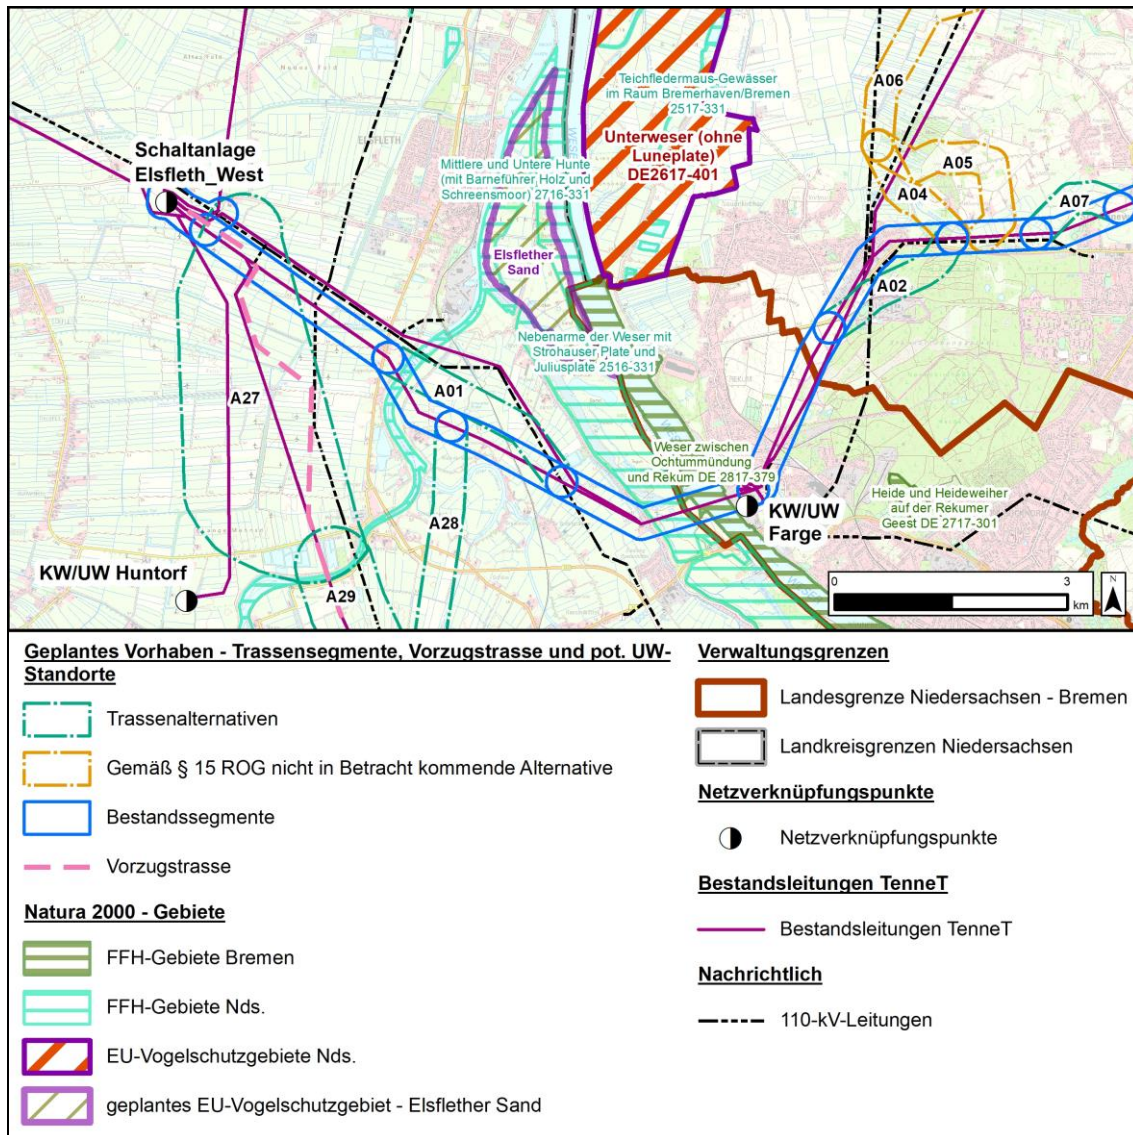 Teichfledermaus-Gewässer
im Raum Bremerhaven/Bremen
2517-331
A06
Unterweser (ohne
Luneplate)
DE2617-401
Schaltanlage
Elsfleth_West
ELSFLETH
Mittlere und Untere Hunte
(mit Barneführer Holz und
Schreensmoor) 2716-331
A05
A04
A07
Elsflether
Sand
A02
Nebenarme der Weser mit
Strohauser Plate und
Juliusplate 2516-331
A27
A01
Weser zwischen
Ochtummündung
und Rekum DE 2817-379
KW/UW
Farge
Heide und Heideweiher
auf der Rekumer
Geest DE 2717-301
A28
KW/UW Huntorf
A29
0
3
km
N
Geplantes Vorhaben - Trassensegmente, Vorzugstrasse und pot. UW-
Standorte
Trassenalternativen
Gemäß § 15 ROG nicht in Betracht kommende Alternative
Bestandssegmente
Vorzugstrasse
Natura 2000 - Gebiete
FFH-Gebiete Bremen
FFH-Gebiete Nds.
EU-Vogelschutzgebiete Nds.
geplantes EU-Vogelschutzgebiet - Elsflether Sand
Verwaltungsgrenzen
Landesgrenze Niedersachsen - Bremen
Landkreisgrenzen Niedersachsen
Netzverknüpfungspunkte
Netzverknüpfungspunkte
Bestandsleitungen TenneT
Bestandsleitungen TenneT
Nachrichtlich
110-kV-Leitungen